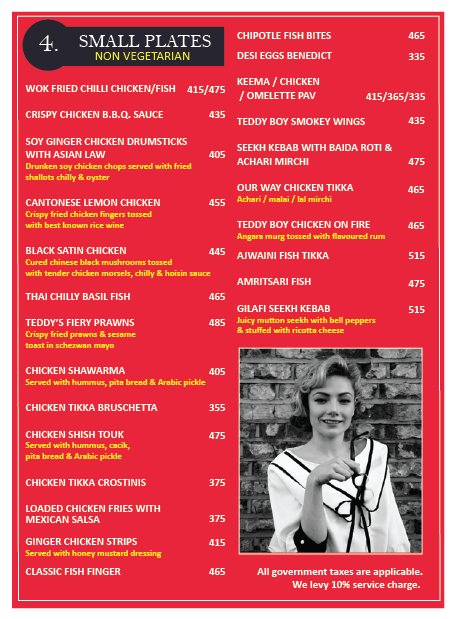 4.
SMALL PLATES
NON VEGETARIAN
WOK FRIED CHILLI CHICKEN/FISH 415/475
CRISPY CHICKEN B.B.Q. SAUCE 435
SOY GINGER CHICKEN DRUMSTICKS
WITH ASIAN LAW 405
Drunken soy chicken chops served with fried
shallots chilly & oyster
CANTONESE LEMON CHICKEN 455
Crispy fried chicken fingers tossed
with best known rice wine
BLACK SATIN CHICKEN 445
Cured chinese black mushrooms tossed
with tender chicken morsels, chilly & hoisin sauce
THAI CHILLY BASIL FISH 465
TEDDY'S FIERY PRAWNS 485
Crispy fried prawns & sesame
toast in schezwan mayo
CHICKEN SHAWARMA 405
Served with hummus, pita bread & Arabic pickle
CHICKEN TIKKA BRUSCHETTA 355
CHICKEN SHISH TOUK 475
Served with hummus, cacik,
pita bread & Arabic pickle
CHICKEN TIKKA CROSTINIS 375
LOADED CHICKEN FRIES WITH
MEXICAN SALSA 375
GINGER CHICKEN STRIPS 415
Served with honey mustard dressing
CLASSIC FISH FINGER 465
CHIPOTLE FISH BITES 465
DESI EGGS BENEDICT 335
KEEMA / CHICKEN
/ OMELETTE PAV 415/365/335
TEDDY BOY SMOKEY WINGS 435
SEEKH KEBAB WITH BAIDA ROTI &
ACHARI MIRCHI 475
OUR WAY CHICKEN TIKKA 465
Achari / malai / lal mirchi
TEDDY BOY CHICKEN ON FIRE 465
Angara murg tossed with flavoured rum
AJWAINI FISH TIKKA 515
AMRITSARI FISH 475
GILAFI SEEKH KEBAB 515
Juicy mutton seekh with bell peppers
& stuffed with ricotta cheese
All government taxes are applicable.
We levy 10% service charge.